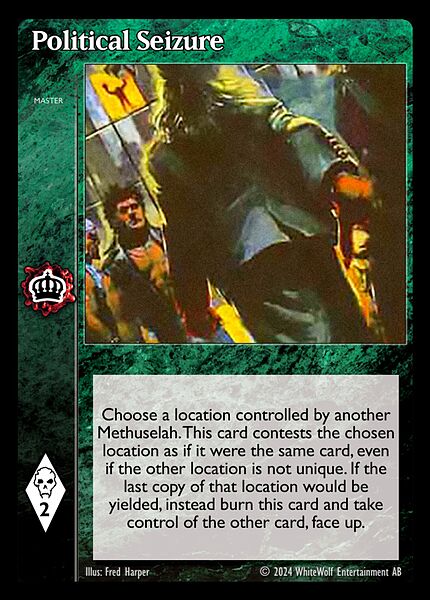 Political Seizure
MASTER
Choose a location controlled by another
Methuselah. This card contests the chosen
location as if it were the same card, even
if the other location is not unique. If the
last copy of that location would be
yielded, instead burn this card and take
control of the other card, face up.
2
Illus: Fred Harper
© 2024 WhiteWolf Entertainment AB